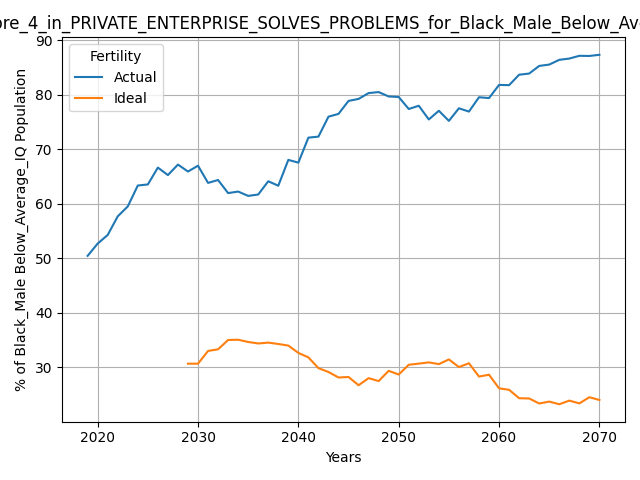 ore_4_in_PRIVATE_ENTERPRISE_SOLVES_PROBLEMS_for_Black_Male_Below_Ave
% of Black_Male Below_Average_IQ Population
90
80
70
60
50
40
30
Fertility
Actual
Ideal
2020 2030 2040 2050 2060 2070
Years